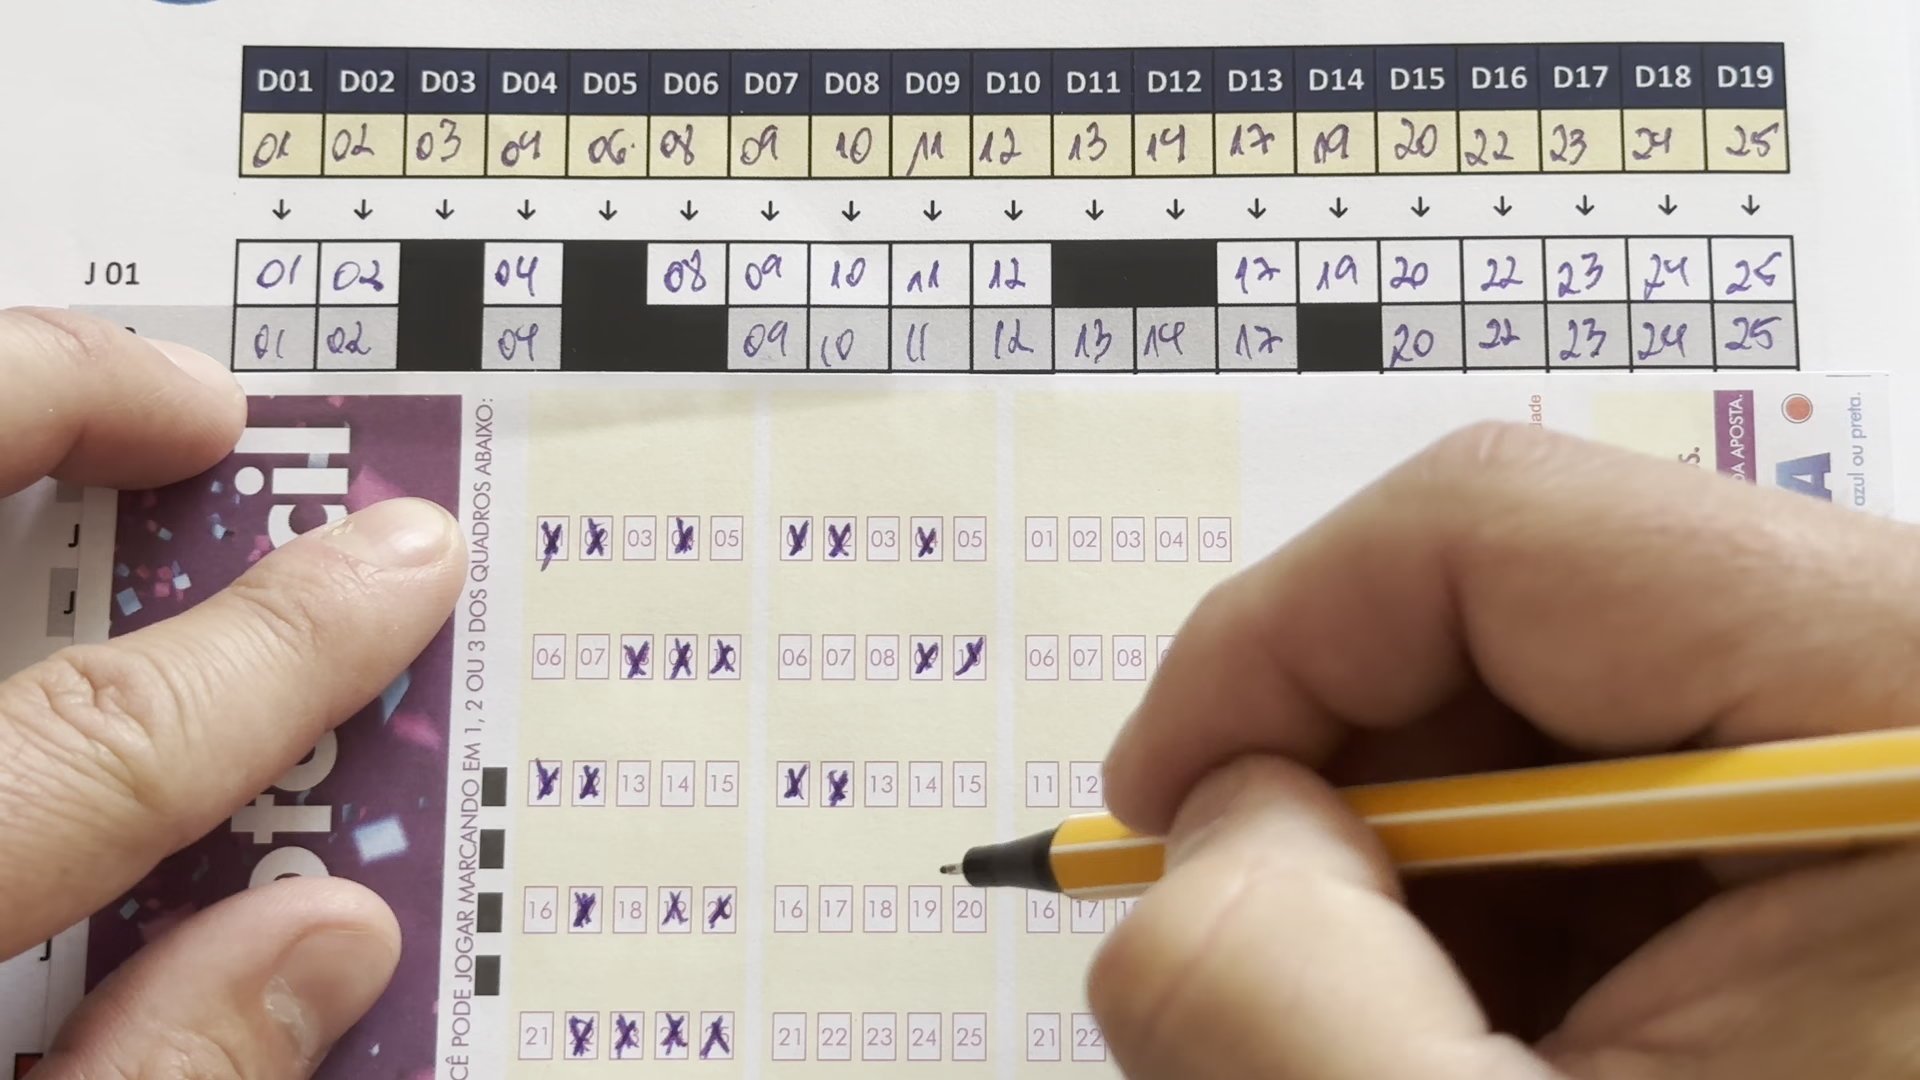 D01 D02 D03 D04 D05 D06 D07 D08 D09 D10 D11 D12 D13 D14 D15 D16 D17 D18 D19
01 02 03 04 06 08 09 10 11 12 13 14 17 19 20 22 23 24 25
J 01 01 02 04 08 09 10 11 12 17 19 20 22 23 24 25
01 02 04 09 10 11 12 13 14 17 20 22 23 24 25
J
J
CÊ PODE JOGAR MARCANDO EM 1, 2 OU 3 DOS QUADROS ABAIXO:
03 05 03 05 01 02 03 04 05
06 07 06 07 08 06 07 08
13 14 15 13 14 15 11 12
16 18 16 17 18 19 20 16 17
21 21 22 23 24 25 21 22
DA APOSTA.
A
azul ou preta.